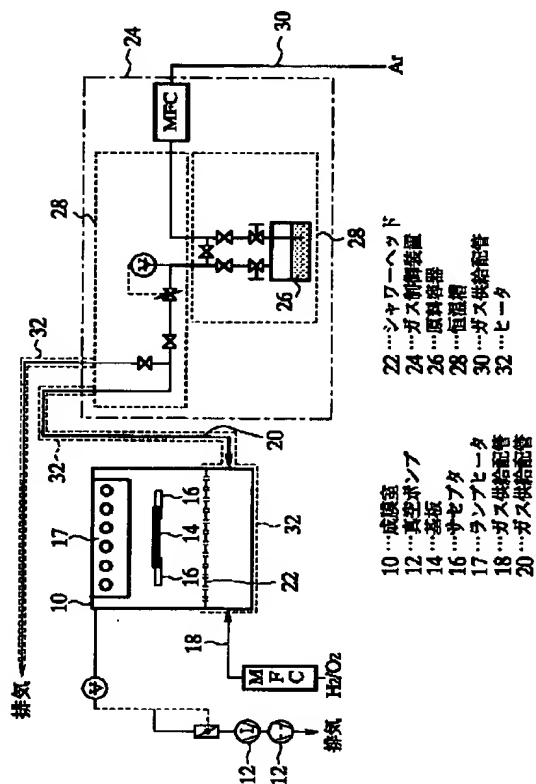 24
30
MFC
Ar
28
28
26
32
32
20
排気
10
17
16
14
16
22
32
18
MFC
H2/O2
12
12
排気
10…成膜室
12…真空ポンプ
14…基板
16…サセプタ
17…ランプヒータ
18…ガス供給配管
20…ガス供給配管
22…シャワーヘッド
24…ガス制御装置
26…原料容器
28…恒温槽
30…ガス供給配管
32…ヒータ